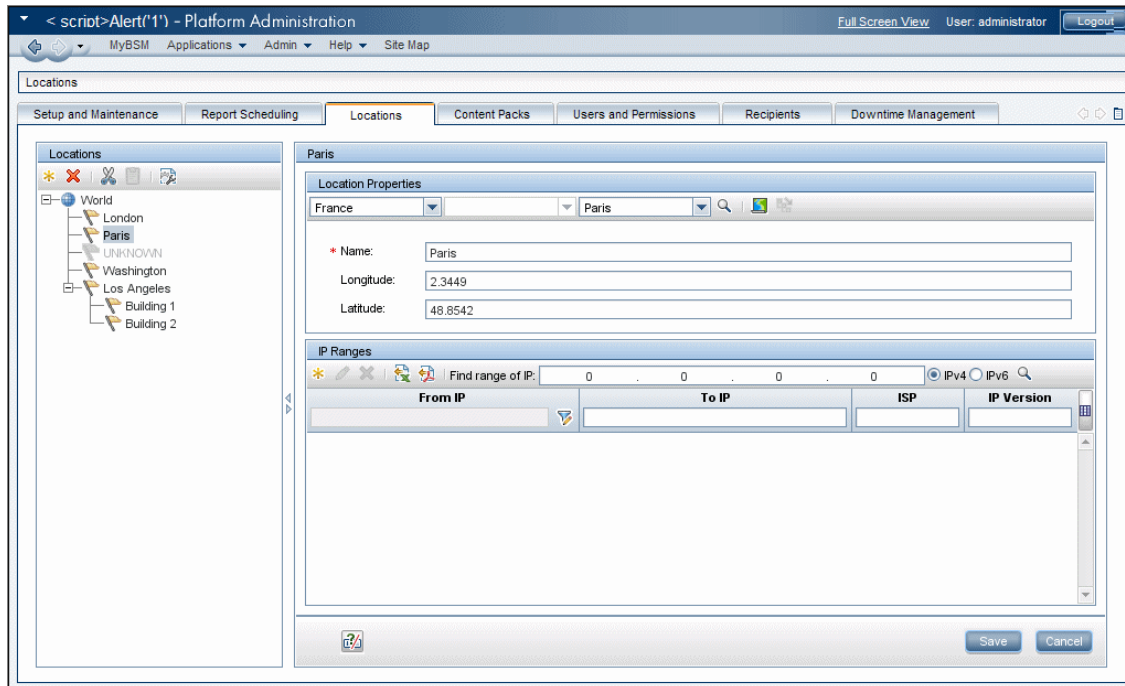 < script>Alert('1') - Platform Administration Full Screen View User: administrator Logout
MyBSM Applications Admin Help Site Map
Locations
Setup and Maintenance Report Scheduling Locations Content Packs Users and Permissions Recipients Downtime Management
Locations
World
London
Paris
UNKNOWN
Washington
Los Angeles
Building 1
Building 2
Paris
Location Properties
France Paris
* Name: Paris
Longitude: 2.3449
Latitude: 48.8542
IP Ranges
Find range of IP: 0 . 0 . 0 . 0 IPv4 IPv6
From IP To IP ISP IP Version
Save Cancel